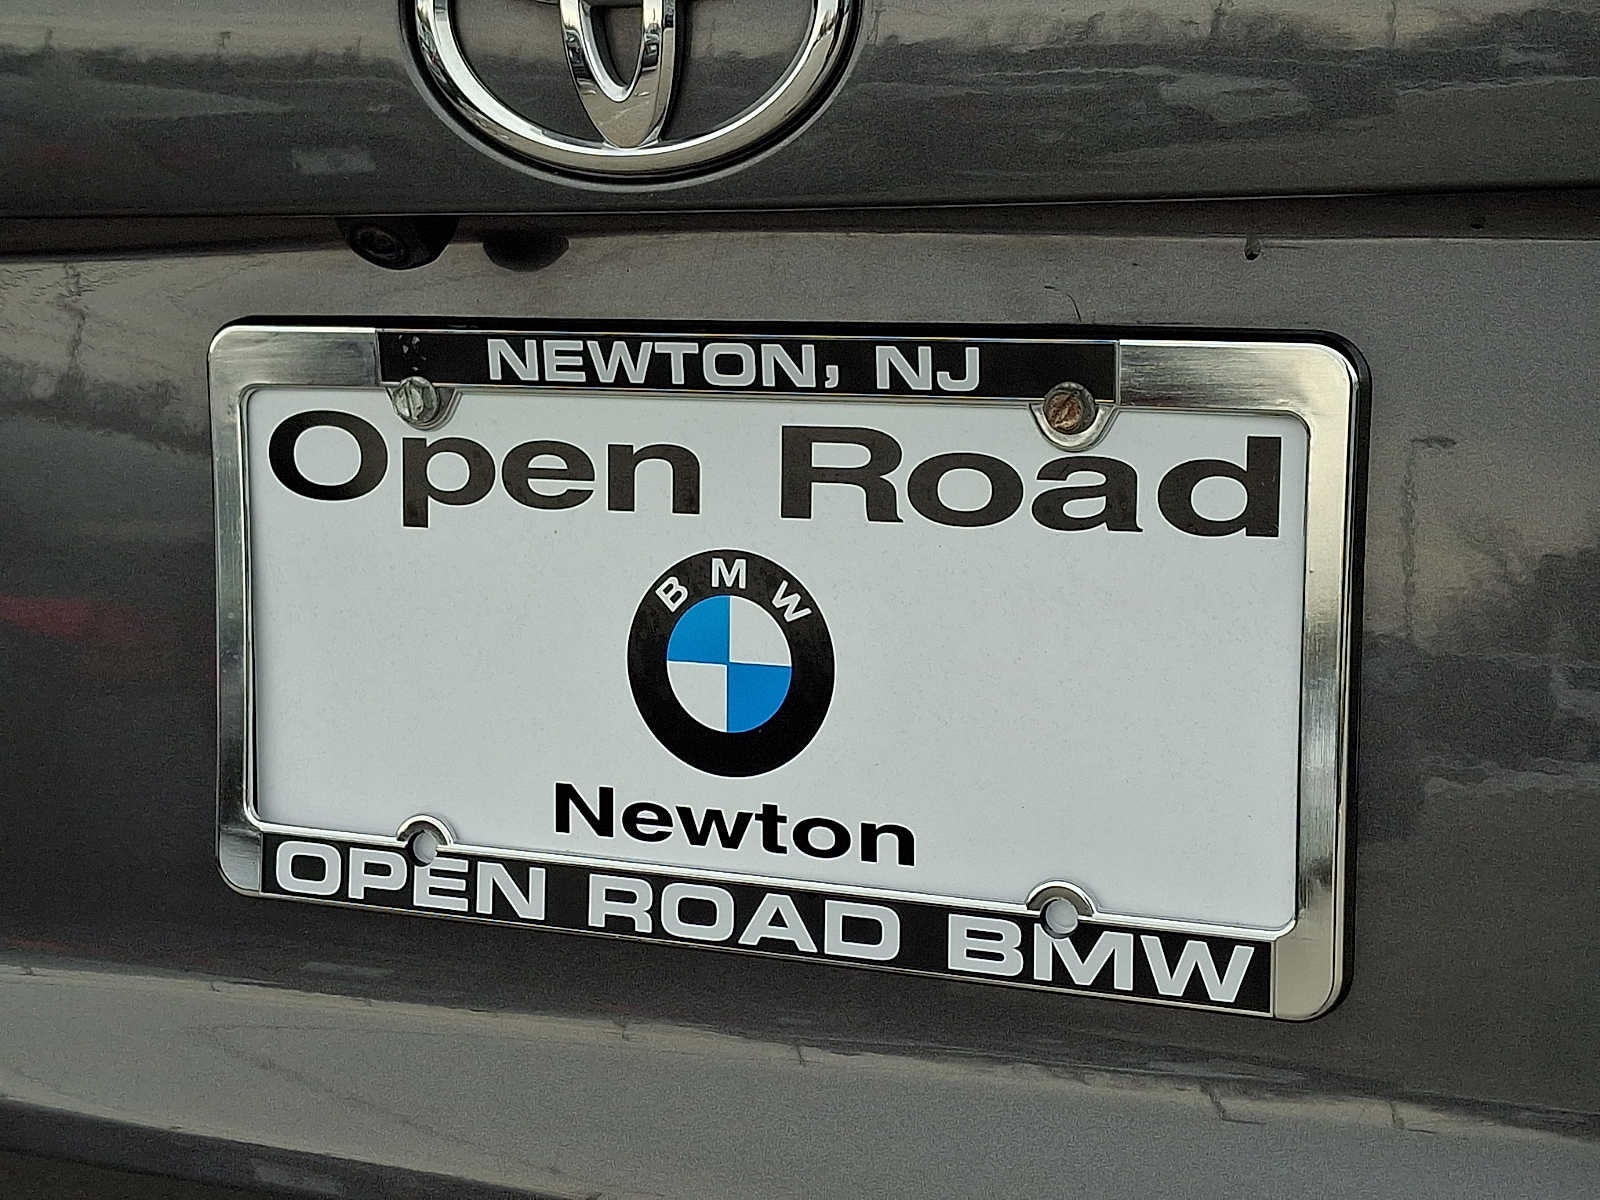 NEWTON, NJ
Open Road
BMW
Newton
OPEN ROAD BMW